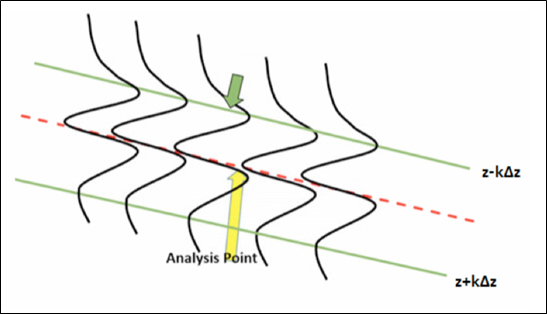 z-kΔz
Analysis Point
z+kΔz